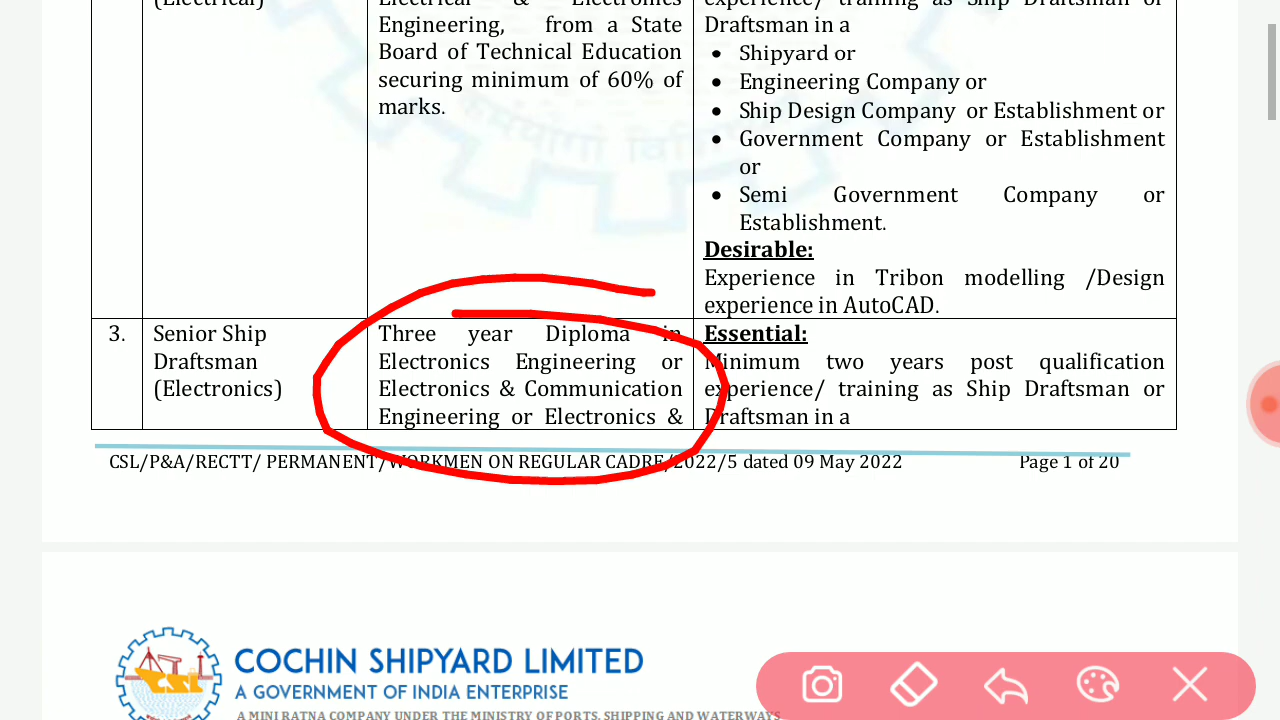 (Electrical)
Electrical & Electronics
Engineering, from a State
Board of Technical Education
securing minimum of 60% of
marks.
experience/ training as Ship Draftsman or
Draftsman in a
• Shipyard or
• Engineering Company or
• Ship Design Company or Establishment or
• Government Company or Establishment
or
• Semi Government Company or
Establishment.
Desirable:
Experience in Tribon modelling /Design
experience in AutoCAD.
3.
Senior Ship
Draftsman
(Electronics)
Three year Diploma in
Electronics Engineering or
Electronics & Communication
Engineering or Electronics &
Essential:
Minimum two years post qualification
experience/ training as Ship Draftsman or
Draftsman in a
CSL/P&A/RECTT/ PERMANENT/WORKMEN ON REGULAR CADRE/2022/5 dated 09 May 2022 Page 1 of 20
COCHIN SHIPYARD LIMITED
A GOVERNMENT OF INDIA ENTERPRISE
A MINI RATNA COMPANY UNDER THE MINISTRY OF PORTS, SHIPPING AND WATERWAYS